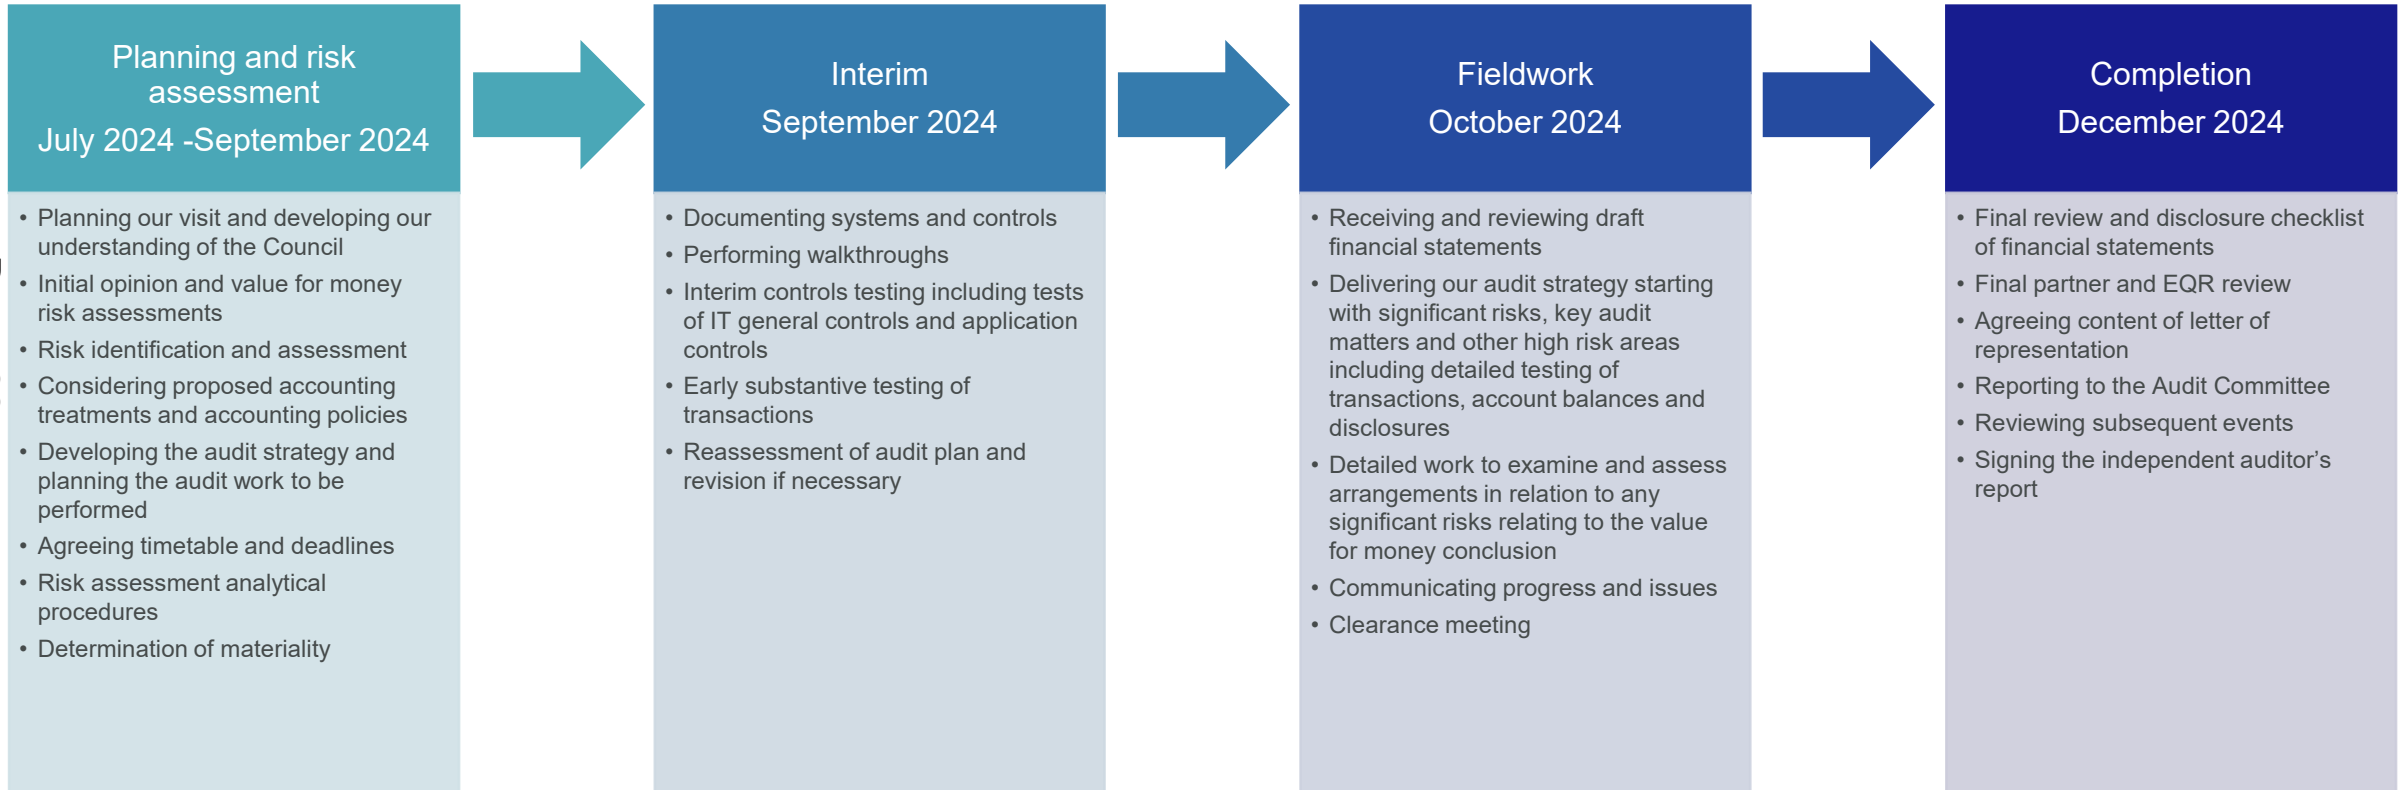 Planning and risk
assessment
July 2024 -September 2024
• Planning our visit and developing our
understanding of the Council
• Initial opinion and value for money
risk assessments
• Risk identification and assessment
• Considering proposed accounting
treatments and accounting policies
• Developing the audit strategy and
planning the audit work to be
performed
• Agreeing timetable and deadlines
• Risk assessment analytical
procedures
• Determination of materiality
Interim
September 2024
• Documenting systems and controls
• Performing walkthroughs
• Interim controls testing including tests
of IT general controls and application
controls
• Early substantive testing of
transactions
• Reassessment of audit plan and
revision if necessary
Fieldwork
October 2024
• Receiving and reviewing draft
financial statements
• Delivering our audit strategy starting
with significant risks, key audit
matters and other high risk areas
including detailed testing of
transactions, account balances and
disclosures
• Detailed work to examine and assess
arrangements in relation to any
significant risks relating to the value
for money conclusion
• Communicating progress and issues
• Clearance meeting
Completion
December 2024
• Final review and disclosure checklist
of financial statements
• Final partner and EQR review
• Agreeing content of letter of
representation
• Reporting to the Audit Committee
• Reviewing subsequent events
• Signing the independent auditor’s
report